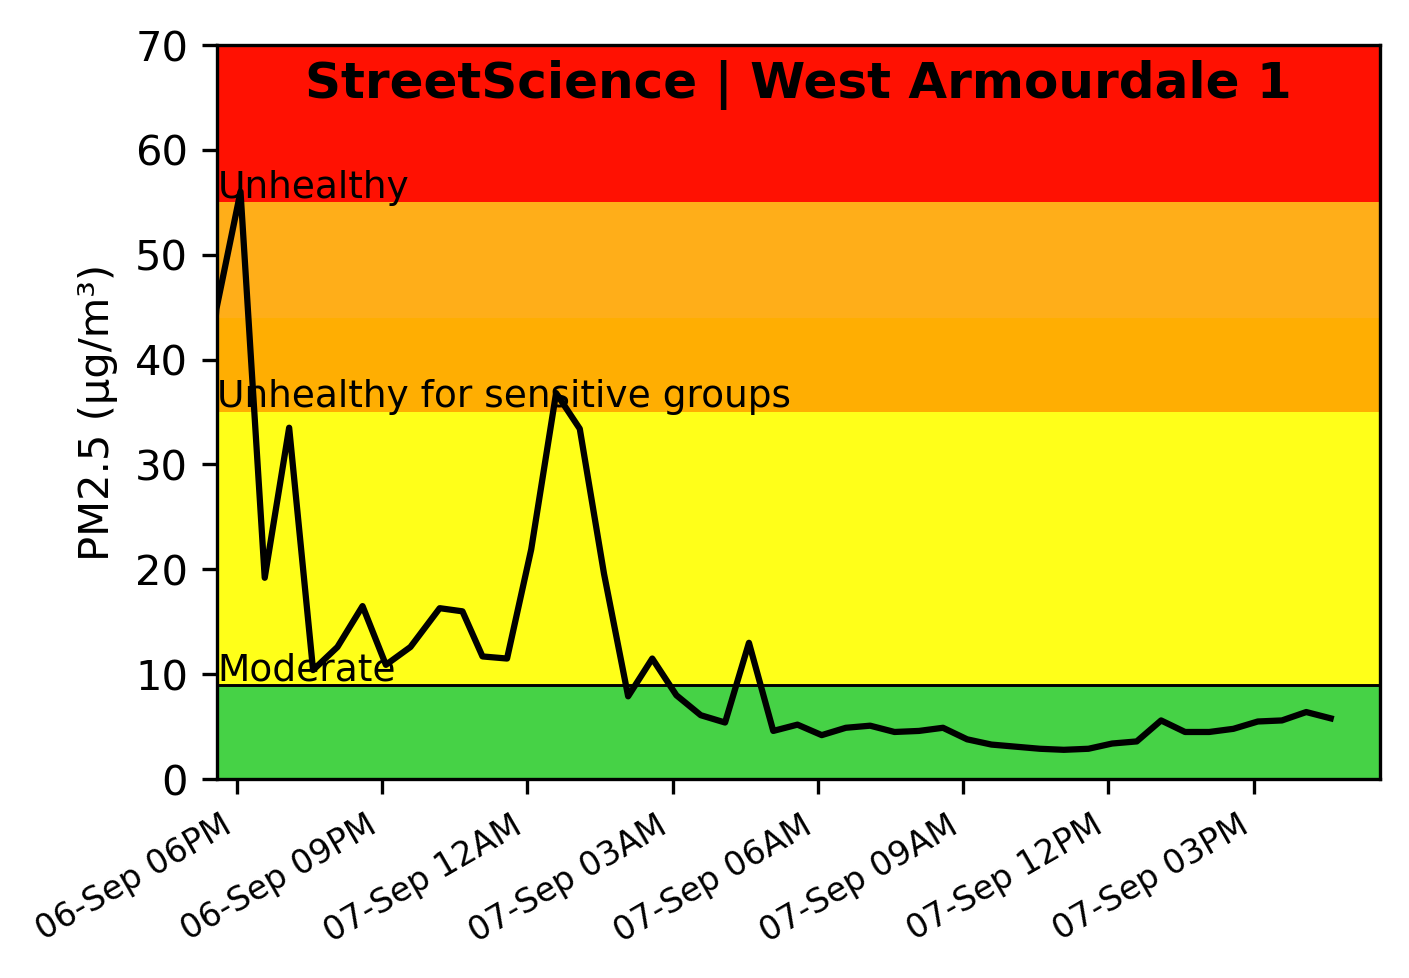 StreetScience | West Armourdale 1
PM2.5 (µg/m³)
70
60
50
40
30
20
10
0
Unhealthy
Unhealthy for sensitive groups
Moderate
06-Sep 06PM
06-Sep 09PM
07-Sep 12AM
07-Sep 03AM
07-Sep 06AM
07-Sep 09AM
07-Sep 12PM
07-Sep 03PM